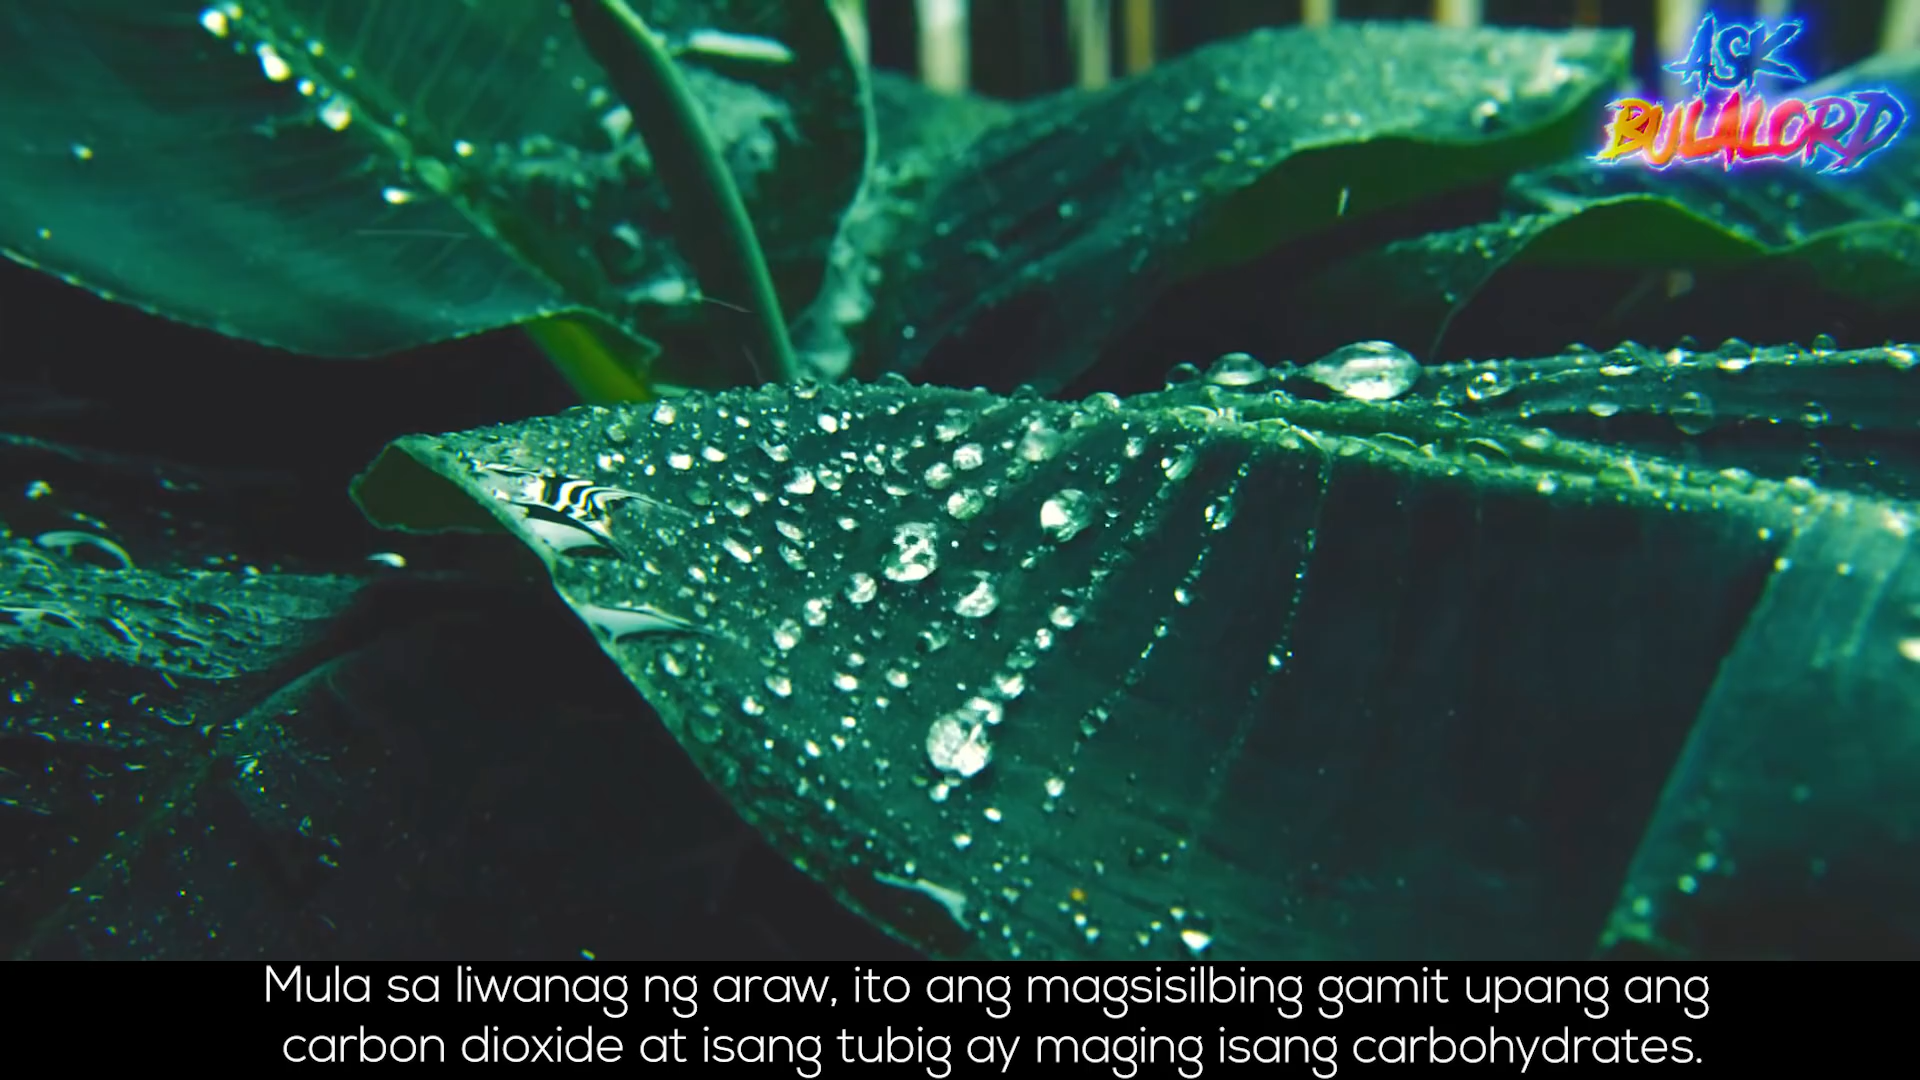 ASK
BULALORD
Mula sa liwanag ng araw, ito ang magsisilbing gamit upang ang
carbon dioxide at isang tubig ay maging isang carbohydrates.